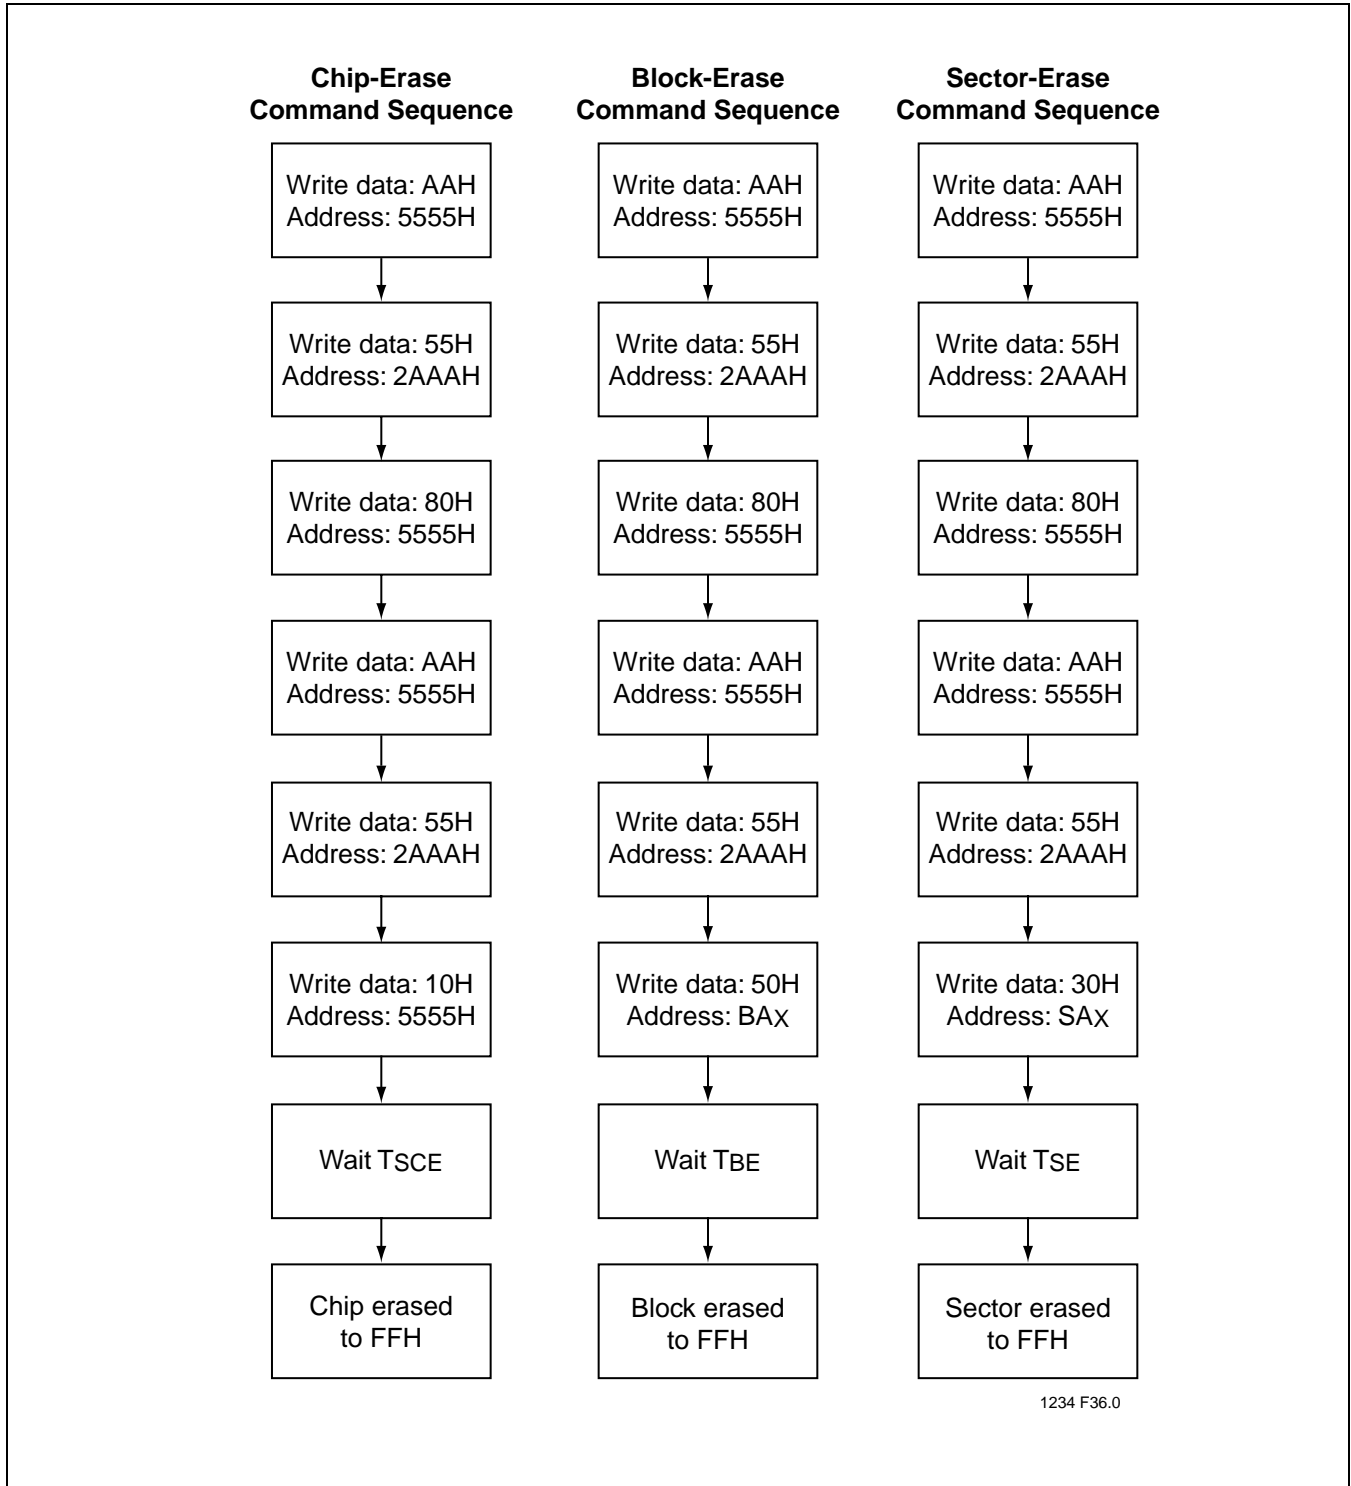 Chip-Erase
Command Sequence
Write data: AAH
Address: 5555H
Write data: 55H
Address: 2AAAH
Write data: 80H
Address: 5555H
Write data: AAH
Address: 5555H
Write data: 55H
Address: 2AAAH
Write data: 10H
Address: 5555H
Wait TSCE
Chip erased
to FFH
Block-Erase
Command Sequence
Write data: AAH
Address: 5555H
Write data: 55H
Address: 2AAAH
Write data: 80H
Address: 5555H
Write data: AAH
Address: 5555H
Write data: 55H
Address: 2AAAH
Write data: 50H
Address: BAX
Wait TBE
Block erased
to FFH
Sector-Erase
Command Sequence
Write data: AAH
Address: 5555H
Write data: 55H
Address: 2AAAH
Write data: 80H
Address: 5555H
Write data: AAH
Address: 5555H
Write data: 55H
Address: 2AAAH
Write data: 30H
Address: SAX
Wait TSE
Sector erased
to FFH
1234 F36.0